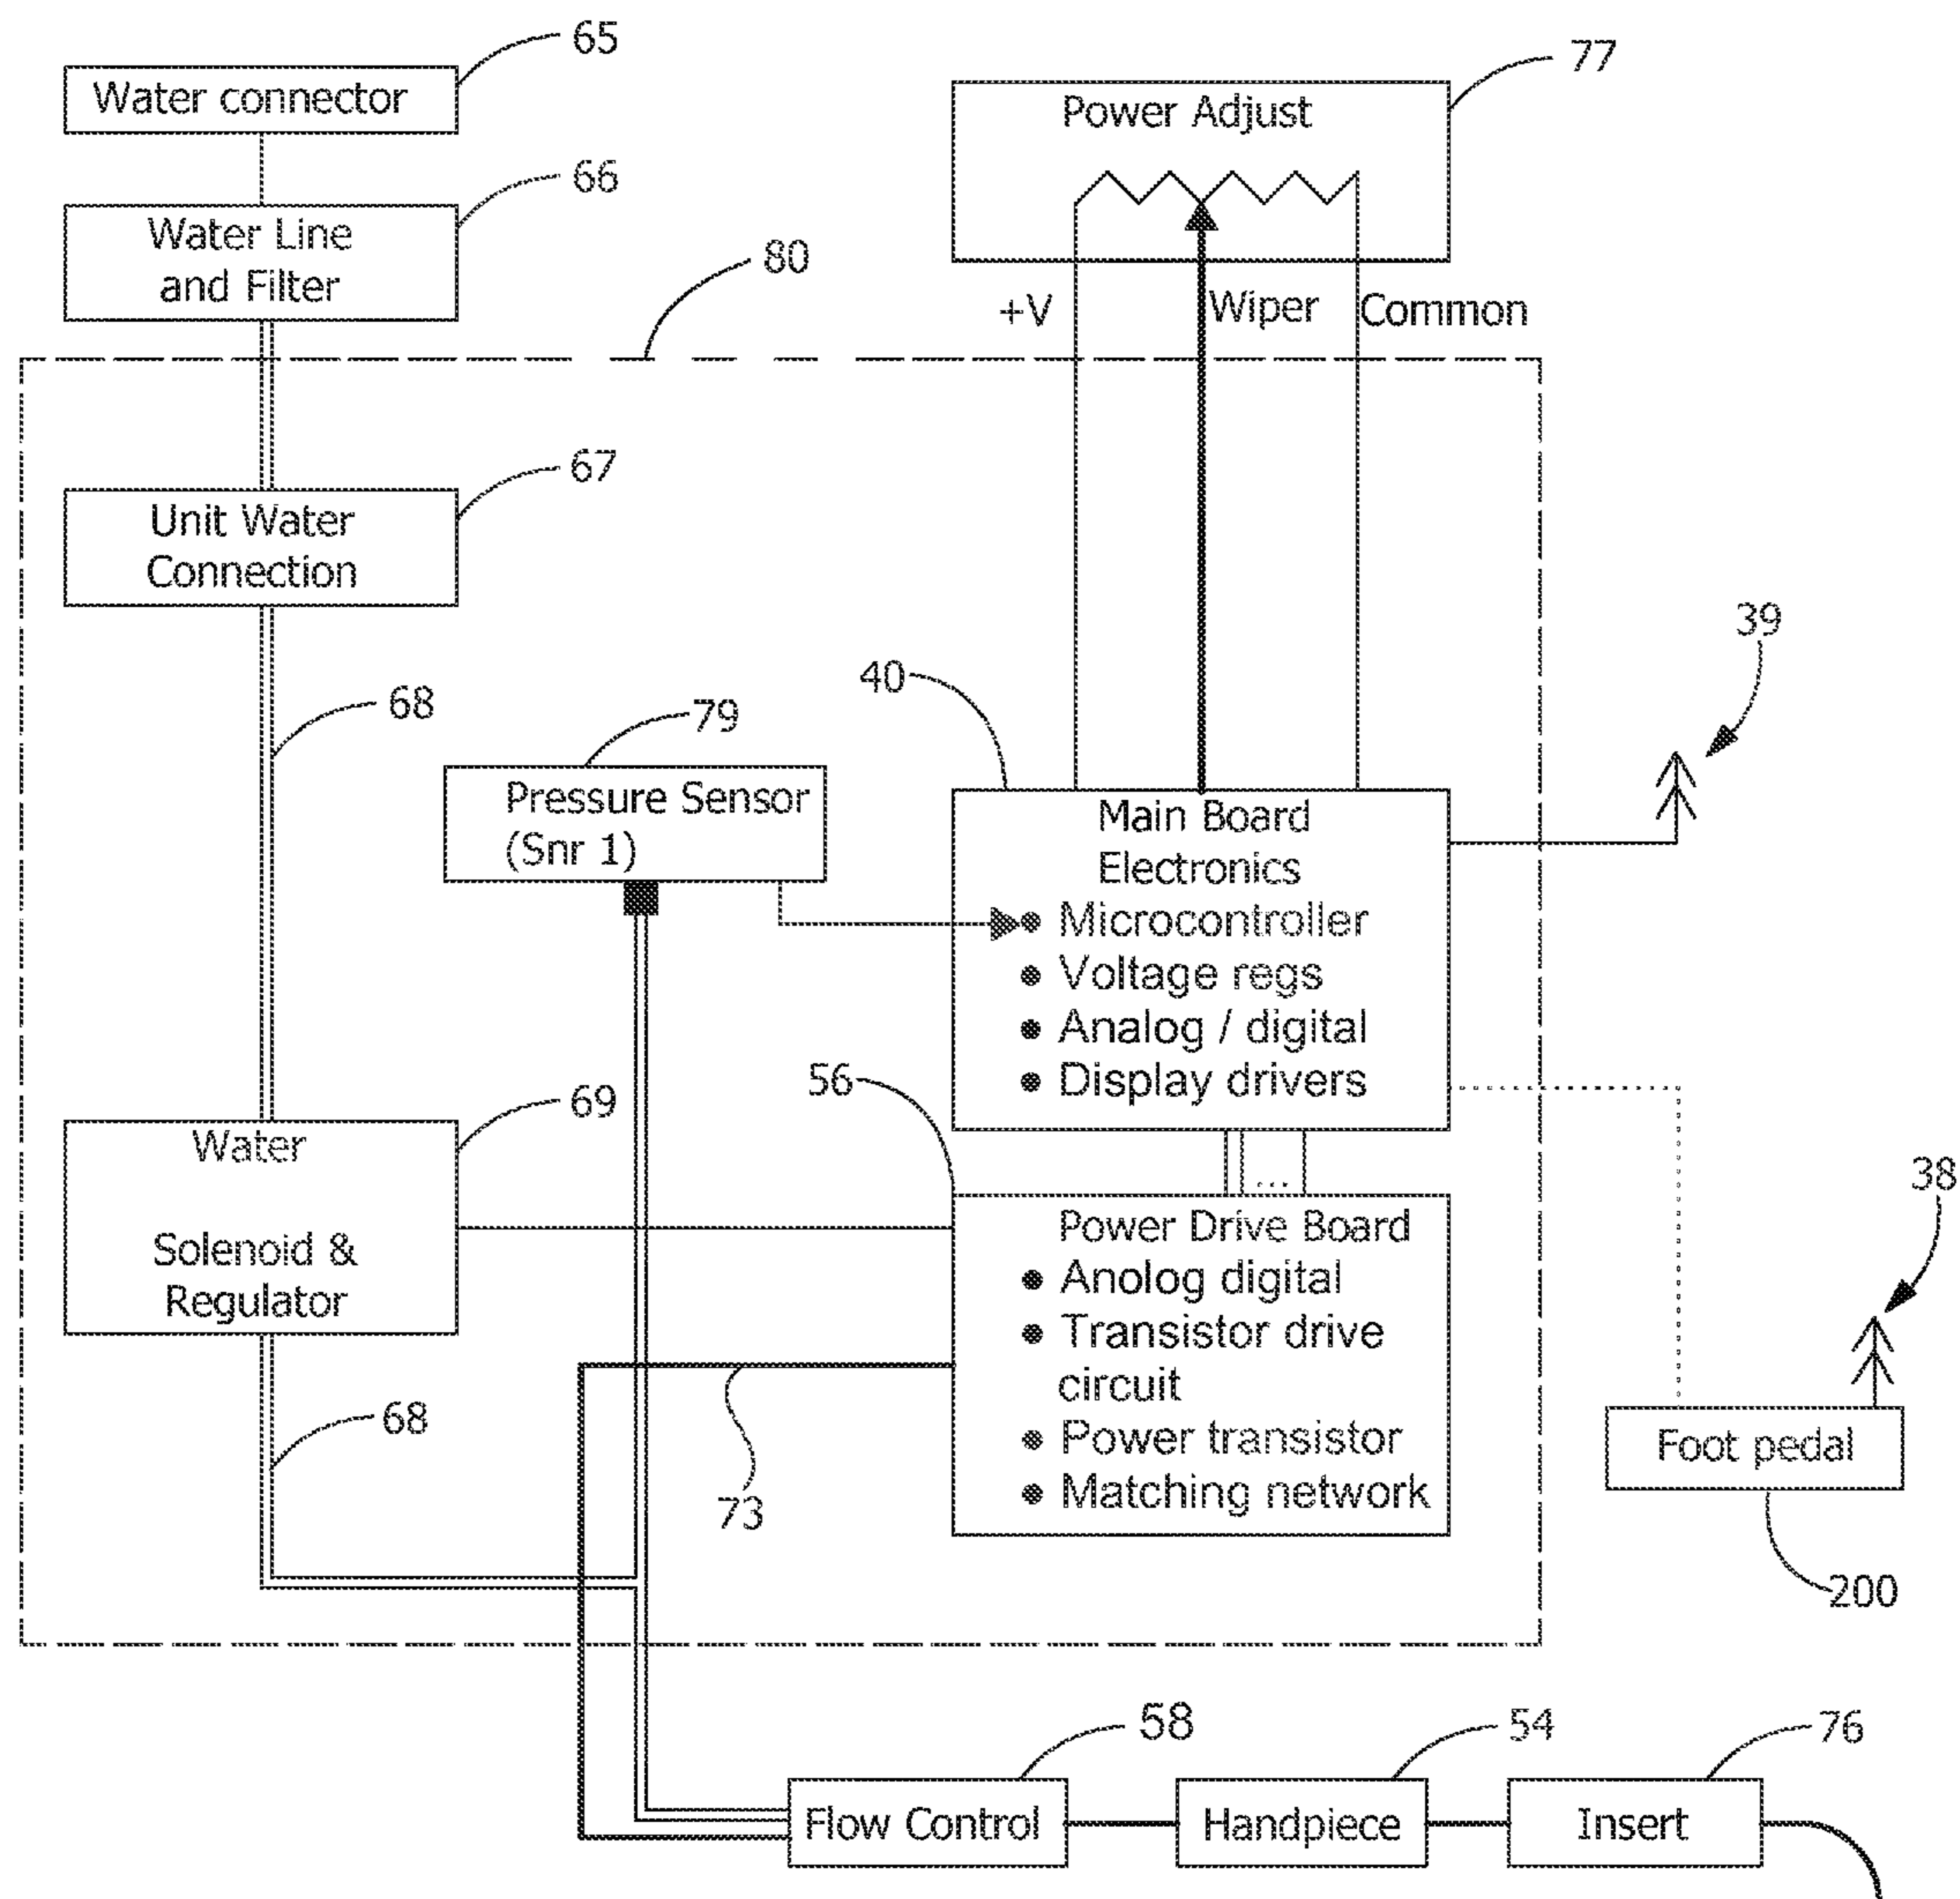 65
Water connector
66
Water Line
and Filter
80
77
Power Adjust
+V
Wiper
Common
67
Unit Water
Connection
68
79
Pressure Sensor
(Snr 1)
40
Main Board
Electronics
• Microcontroller
• Voltage regs
• Analog / digital
• Display drivers
39
69
Water
Solenoid &
Regulator
56
...
Power Drive Board
• Anolog digital
• Transistor drive
circuit
• Power transistor
• Matching network
38
Foot pedal
200
68
73
58
Flow Control
54
Handpiece
76
Insert